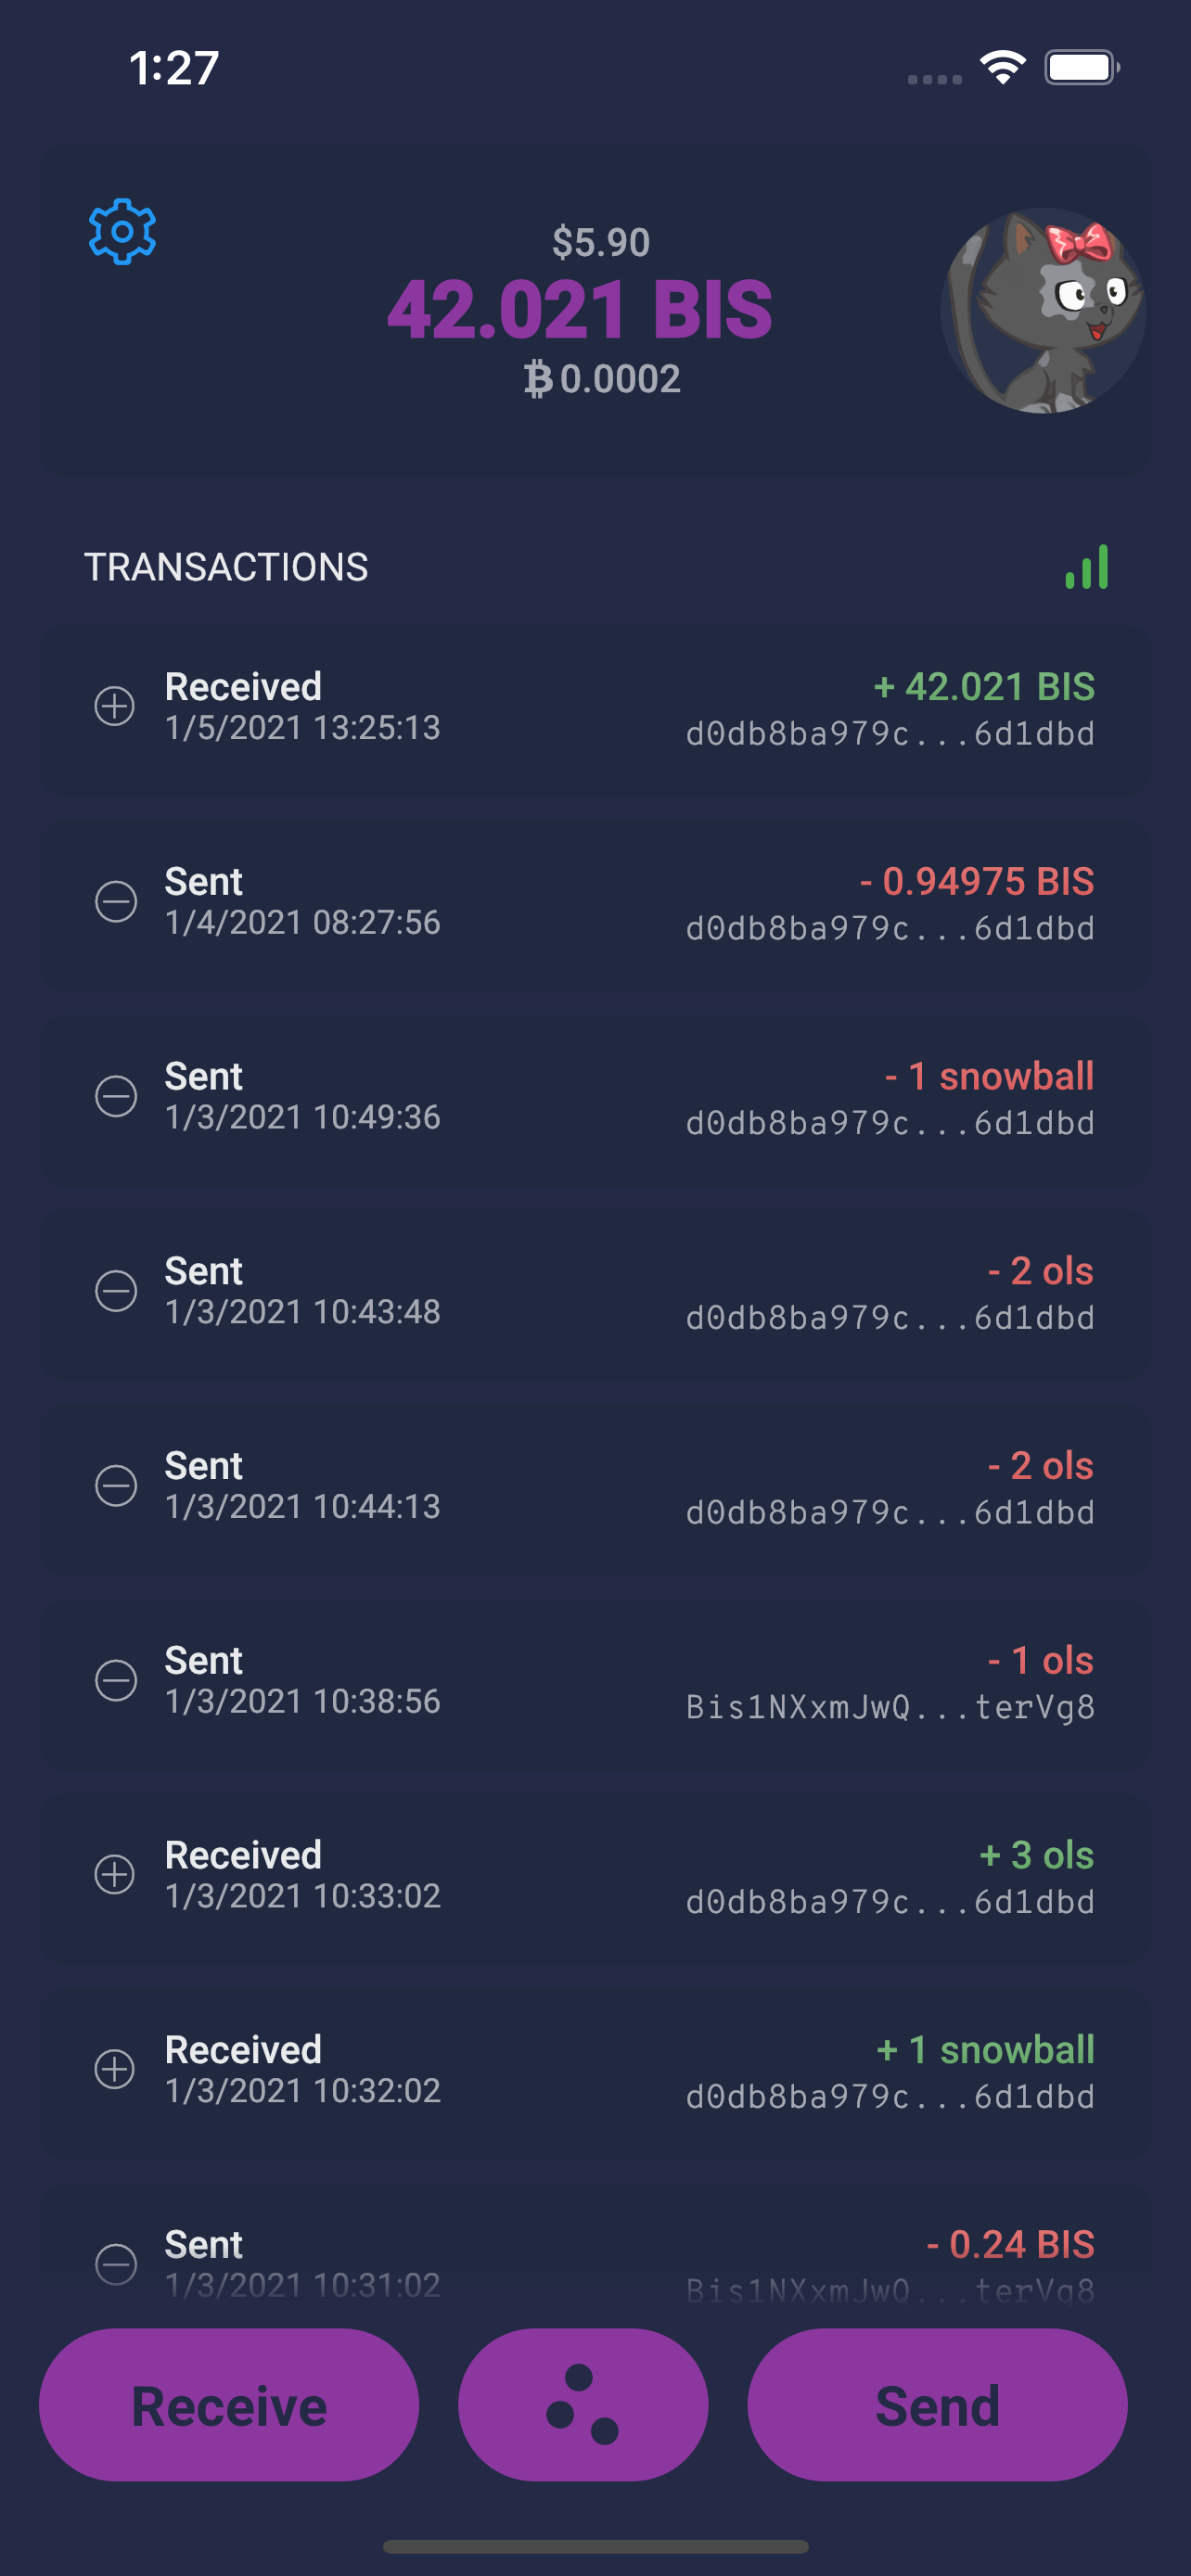 1:27
$5.90
42.021 BIS
₿0.0002
TRANSACTIONS
Received
+ 42.021 BIS
1/5/2021 13:25:13
d0db8ba979c...6d1dbd
Sent
- 0.94975 BIS
1/4/2021 08:27:56
d0db8ba979c...6d1dbd
Sent
- 1 snowball
1/3/2021 10:49:36
d0db8ba979c...6d1dbd
Sent
- 2 ols
1/3/2021 10:43:48
d0db8ba979c...6d1dbd
Sent
- 2 ols
1/3/2021 10:44:13
d0db8ba979c...6d1dbd
Sent
- 1 ols
1/3/2021 10:38:56
Bis1NXxmJwQ...terVg8
Received
+ 3 ols
1/3/2021 10:33:02
d0db8ba979c...6d1dbd
Received
+ 1 snowball
1/3/2021 10:32:02
d0db8ba979c...6d1dbd
Sent
- 0.24 BIS
1/3/2021 10:31:02
Bis1NXxmJwQ...terVg8
Receive
Send